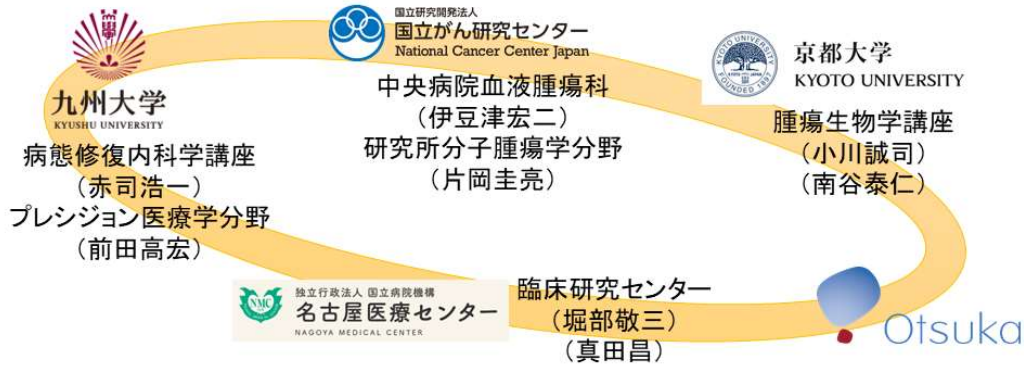 九州大学
KYUSHU UNIVERSITY
病態修復内科学講座
（赤司浩一）
プレシジョン医療学分野
（前田高宏）
国立研究開発法人
国立がん研究センター
National Cancer Center Japan
中央病院血液腫瘍科
（伊豆津宏二）
研究所分子腫瘍学分野
（片岡圭亮）
KYOTO UNIVERSITY
FOUNDED 1897
京都大学
KYOTO UNIVERSITY
腫瘍生物学講座
（小川誠司）
（南谷泰仁）
NMC
独立行政法人 国立病院機構
名古屋医療センター
NAGOYA MEDICAL CENTER
臨床研究センター
（堀部敬三）
（真田昌）
Otsuka